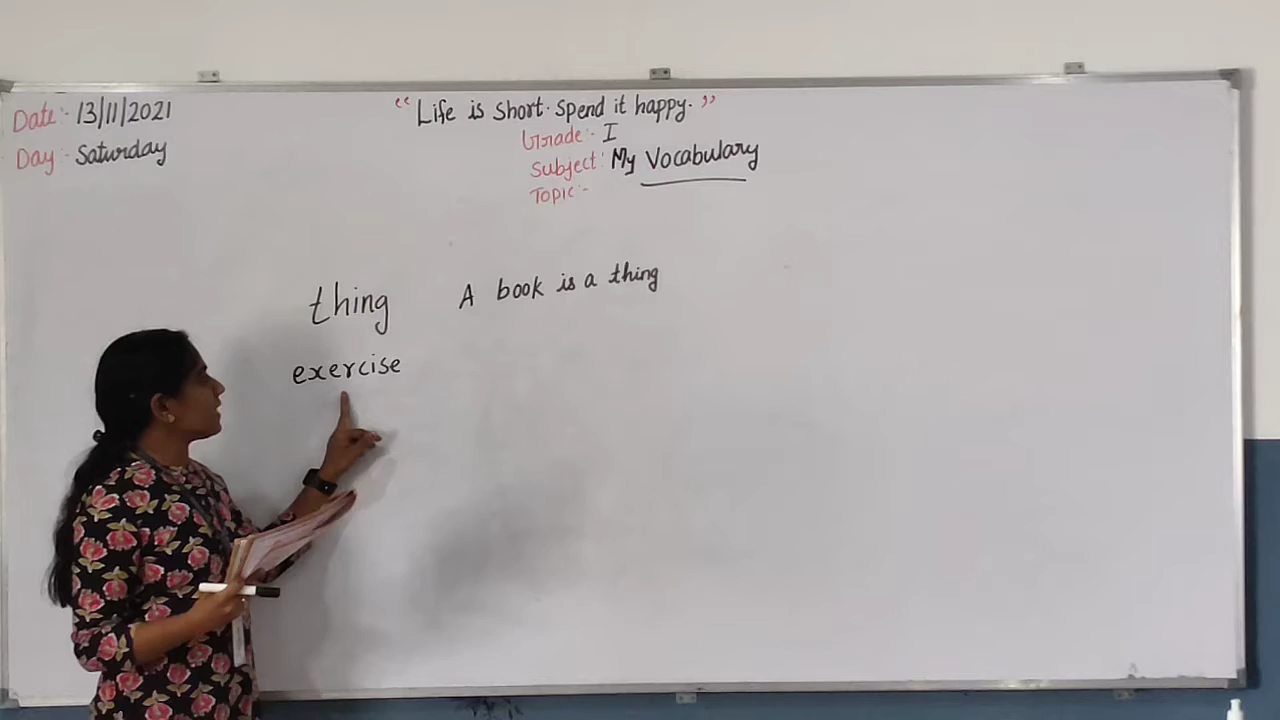 Date:- 13/11/2021
Day:- Saturday
"Life is short. Spend it happy."
Grade:- I
Subject: My Vocabulary
Topic:-
thing A book is a thing
exercise